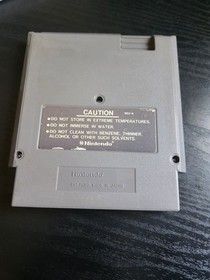 CAUTION
●DO NOT STORE IN EXTREME TEMPERATURES.
●DO NOT IMMERSE IN WATER.
●DO NOT CLEAN WITH BENZENE, THINNER,
ALCOHOL OR OTHER SUCH SOLVENTS.
Nintendo
Nintendo